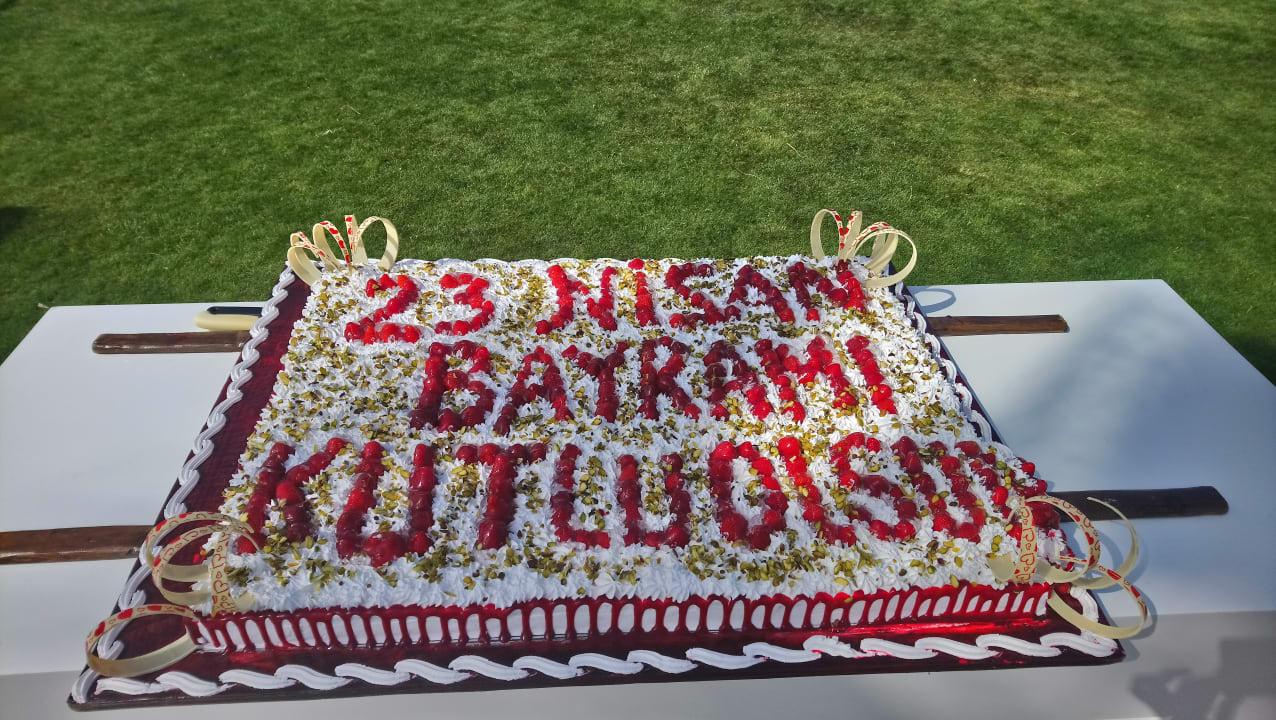 23 NİSAN
BAYRAMI
KUTLU OLSUN